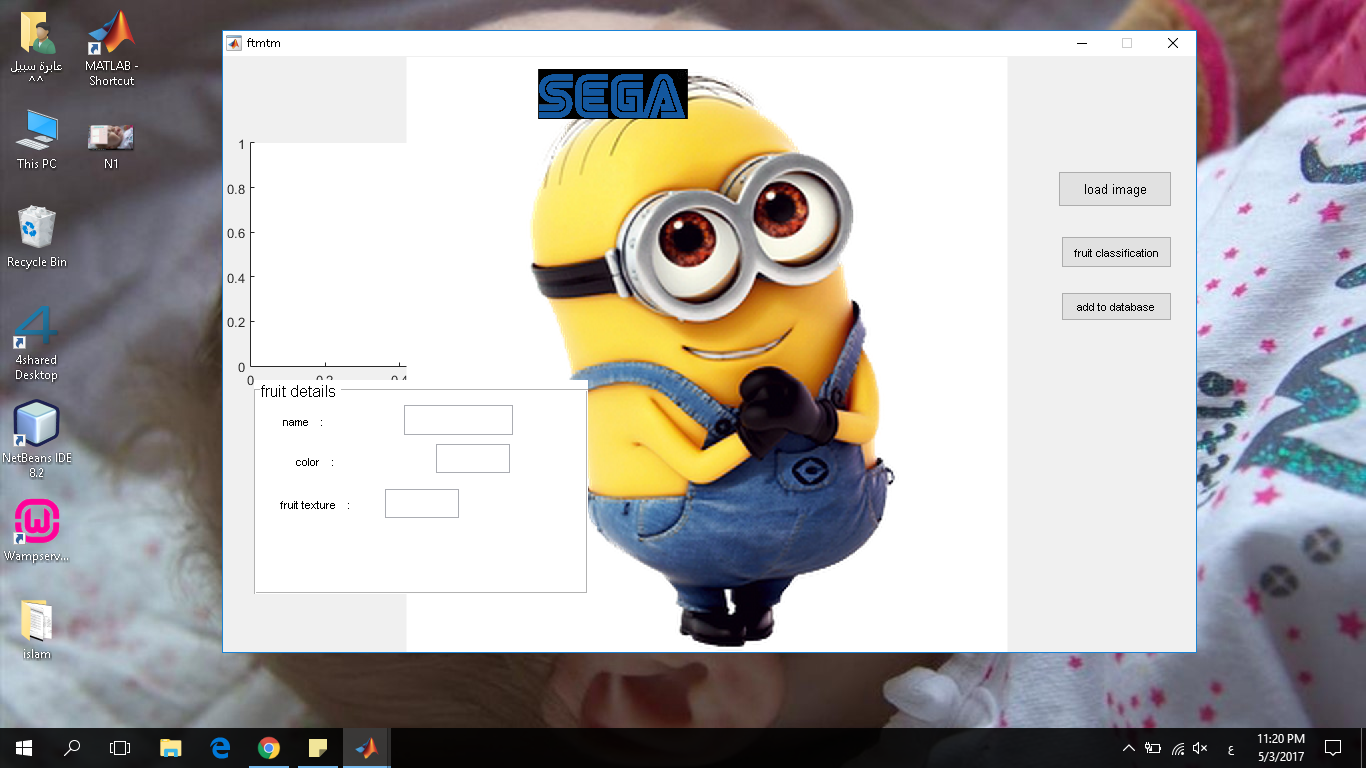 عابرة سبيل
^^
MATLAB -
Shortcut
This PC
N1
Recycle Bin
4shared
Desktop
NetBeans IDE
8.2
Wampserv...
islam
ftmtm
SEGA
1
0.8
0.6
0.4
0.2
0
0
0.2
0.4
load image
fruit classification
add to database
fruit details
name :
color :
fruit texture :
ع
11:20 PM
5/3/2017